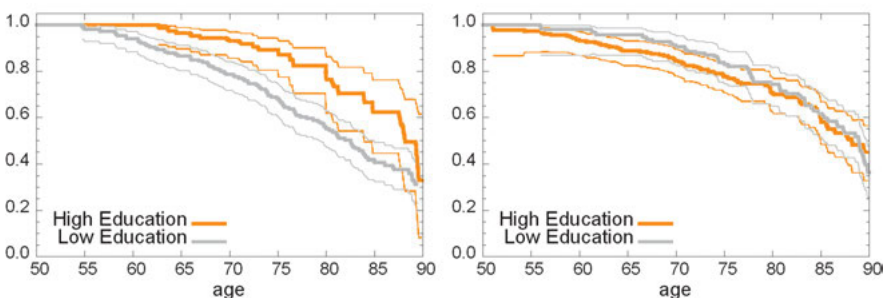 1.0 1.0
0.8 0.8
0.6 0.6
0.4 0.4
0.2 0.2
High Education High Education
Low Education Low Education
0.0 0.0
50 55 60 65 70 75 80 85 90 50 55 60 65 70 75 80 85 90
age age